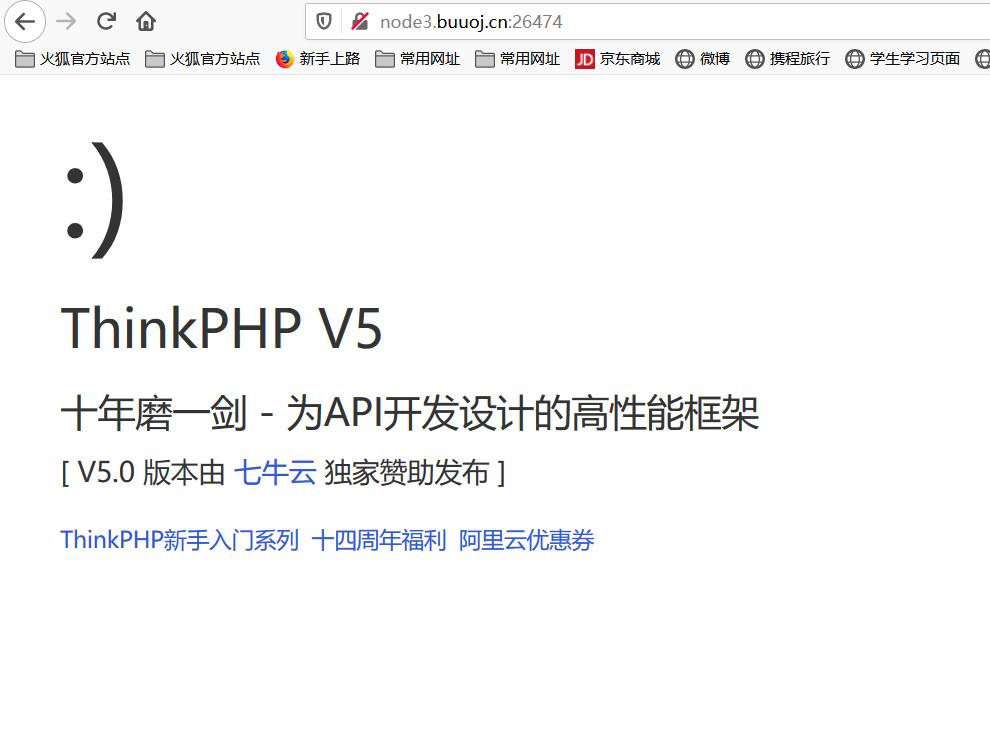 node3.buuoj.cn:26474
火狐官方站点 火狐官方站点 新手上路 常用网址 常用网址 JD 京东商城 微博 携程旅行 学生学习页面
:)
ThinkPHP V5
十年磨一剑 - 为API开发设计的高性能框架
[ V5.0 版本由 七牛云 独家赞助发布 ]
ThinkPHP新手入门系列 十四周年福利 阿里云优惠券